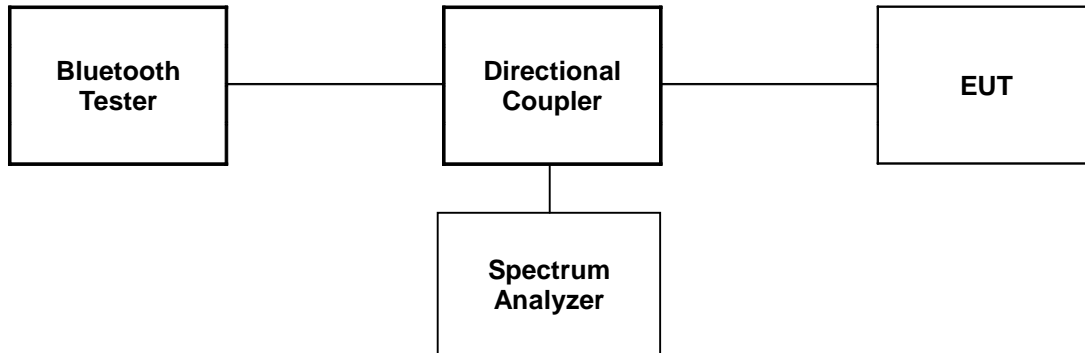 Bluetooth
Tester
Directional
Coupler
EUT
Spectrum
Analyzer